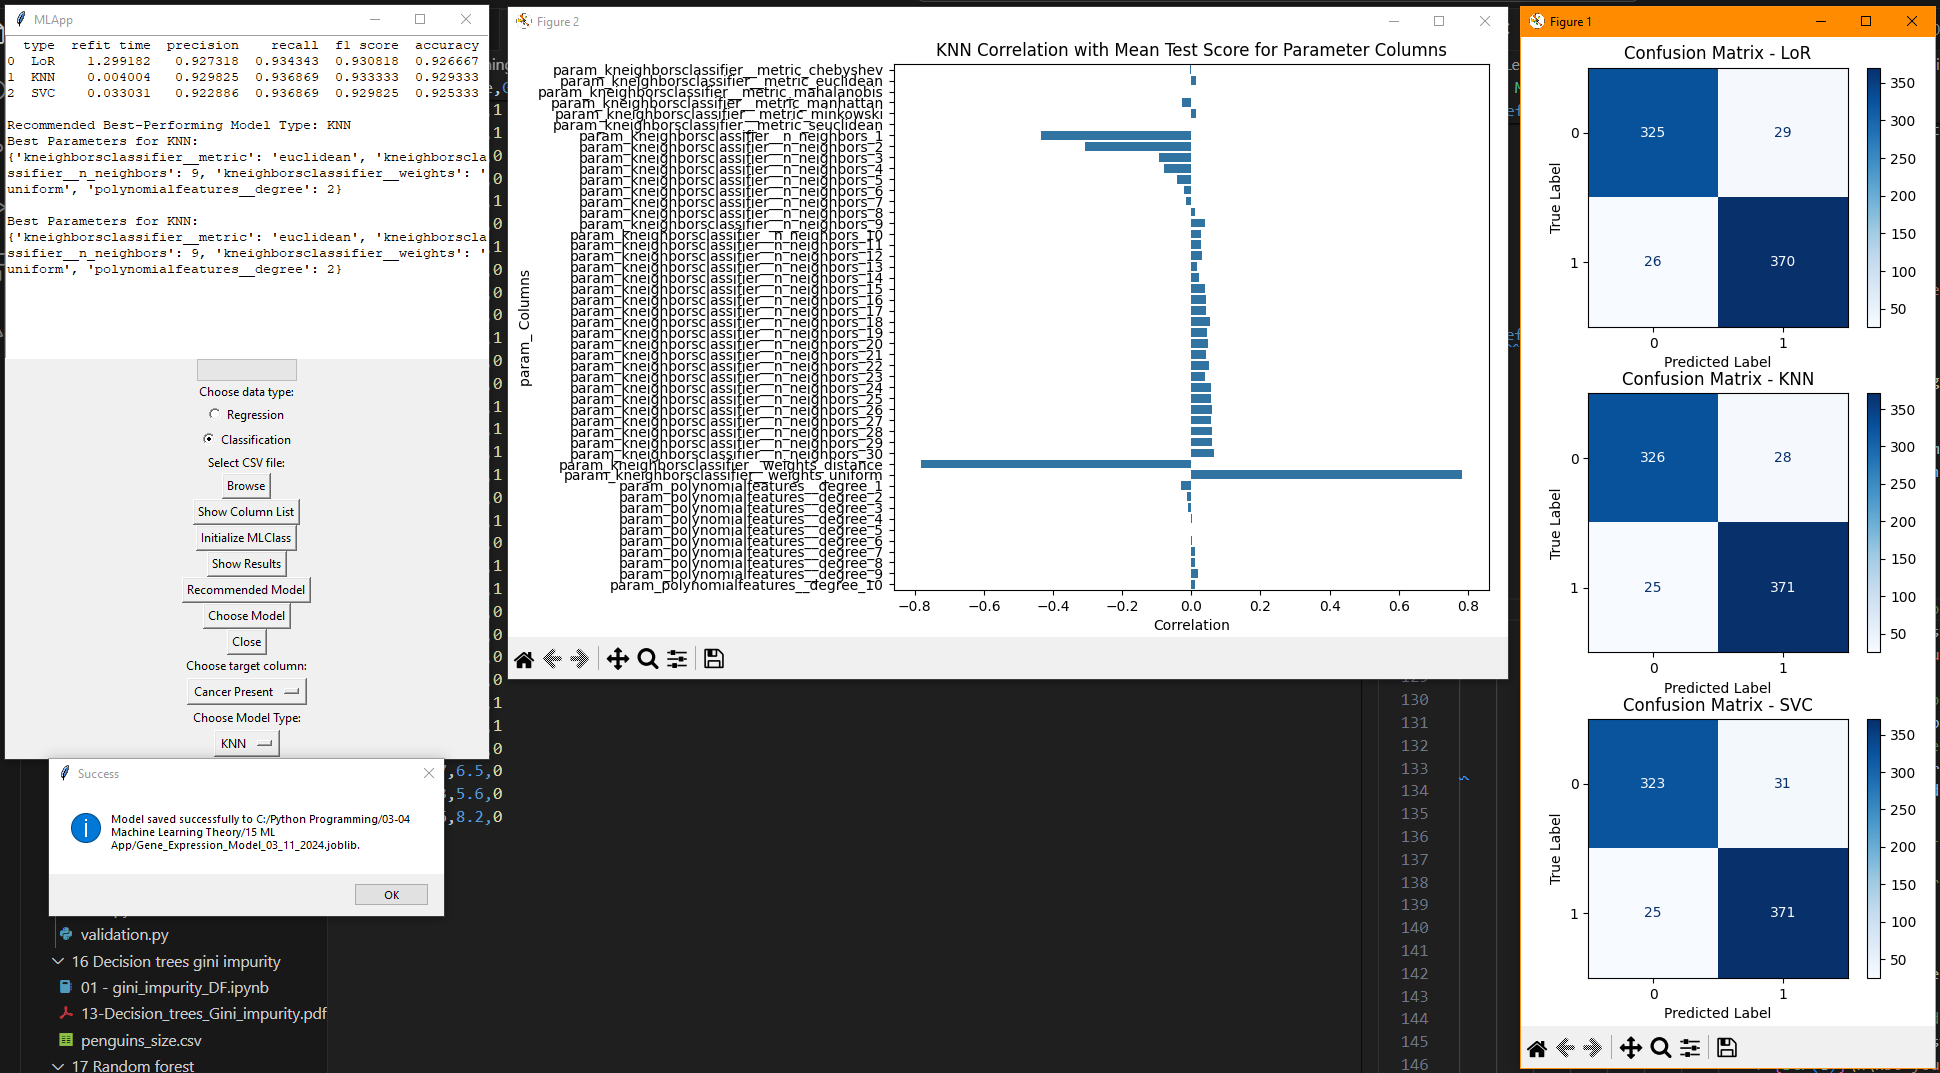 MLApp
type refit time precision recall f1 score accuracy
0 LoR 1.299182 0.927318 0.934343 0.930818 0.926667
1 KNN 0.004004 0.929825 0.936869 0.933333 0.929333
2 SVC 0.033031 0.922886 0.936869 0.929825 0.925333
Recommended Best-Performing Model Type: KNN
Best Parameters for KNN:
{'kneighborsclassifier__metric': 'euclidean', 'kneighborscla
ssifier__n_neighbors': 9, 'kneighborsclassifier__weights': '
uniform', 'polynomialfeatures__degree': 2}
Best Parameters for KNN:
{'kneighborsclassifier__metric': 'euclidean', 'kneighborscla
ssifier__n_neighbors': 9, 'kneighborsclassifier__weights': '
uniform', 'polynomialfeatures__degree': 2}
Choose data type:
Regression
Classification
Select CSV file:
Browse
Show Column List
Initialize MLClass
Show Results
Recommended Model
Choose Model
Close
Choose target column:
Cancer Present
Choose Model Type:
KNN
Success
Model saved successfully to C:/Python Programming/03-04
Machine Learning Theory/15 ML
App/Gene_Expression_Model_03_11_2024.joblib.
OK
,6.5,0
,5.6,0
,8.2,0
validation.py
16 Decision trees gini impurity
01 - gini_impurity_DF.ipynb
13-Decision_trees_Gini_impurity.pdf
penguins_size.csv
17 Random forest
Figure 2
KNN Correlation with Mean Test Score for Parameter Columns
param_ Columns
param_kneighborsclassifier__metric_chebyshev
param_kneighborsclassifier__metric_euclidean
param_kneighborsclassifier__metric_mahalanobis
param_kneighborsclassifier__metric_manhattan
param_kneighborsclassifier__metric_minkowski
param_kneighborsclassifier__metric_seuclidean
param_kneighborsclassifier__n_neighbors_1
param_kneighborsclassifier__n_neighbors_2
param_kneighborsclassifier__n_neighbors_3
param_kneighborsclassifier__n_neighbors_4
param_kneighborsclassifier__n_neighbors_5
param_kneighborsclassifier__n_neighbors_6
param_kneighborsclassifier__n_neighbors_7
param_kneighborsclassifier__n_neighbors_8
param_kneighborsclassifier__n_neighbors_9
param_kneighborsclassifier__n_neighbors_10
param_kneighborsclassifier__n_neighbors_11
param_kneighborsclassifier__n_neighbors_12
param_kneighborsclassifier__n_neighbors_13
param_kneighborsclassifier__n_neighbors_14
param_kneighborsclassifier__n_neighbors_15
param_kneighborsclassifier__n_neighbors_16
param_kneighborsclassifier__n_neighbors_17
param_kneighborsclassifier__n_neighbors_18
param_kneighborsclassifier__n_neighbors_19
param_kneighborsclassifier__n_neighbors_20
param_kneighborsclassifier__n_neighbors_21
param_kneighborsclassifier__n_neighbors_22
param_kneighborsclassifier__n_neighbors_23
param_kneighborsclassifier__n_neighbors_24
param_kneighborsclassifier__n_neighbors_25
param_kneighborsclassifier__n_neighbors_26
param_kneighborsclassifier__n_neighbors_27
param_kneighborsclassifier__n_neighbors_28
param_kneighborsclassifier__n_neighbors_29
param_kneighborsclassifier__n_neighbors_30
param_kneighborsclassifier__weights_distance
param_kneighborsclassifier__weights_uniform
param_polynomialfeatures__degree_1
param_polynomialfeatures__degree_2
param_polynomialfeatures__degree_3
param_polynomialfeatures__degree_4
param_polynomialfeatures__degree_5
param_polynomialfeatures__degree_6
param_polynomialfeatures__degree_7
param_polynomialfeatures__degree_8
param_polynomialfeatures__degree_9
param_polynomialfeatures__degree_10
−0.8 −0.6 −0.4 −0.2 0.0 0.2 0.4 0.6 0.8
Correlation
130
131
132
133
134
135
136
137
138
139
140
141
142
143
144
145
146
Figure 1
Confusion Matrix - LoR
True Label
0 325 29
1 26 370
0 1
Predicted Label
350
300
250
200
150
100
50
Confusion Matrix - KNN
True Label
0 326 28
1 25 371
0 1
Predicted Label
350
300
250
200
150
100
50
Confusion Matrix - SVC
True Label
0 323 31
1 25 371
0 1
Predicted Label
350
300
250
200
150
100
50